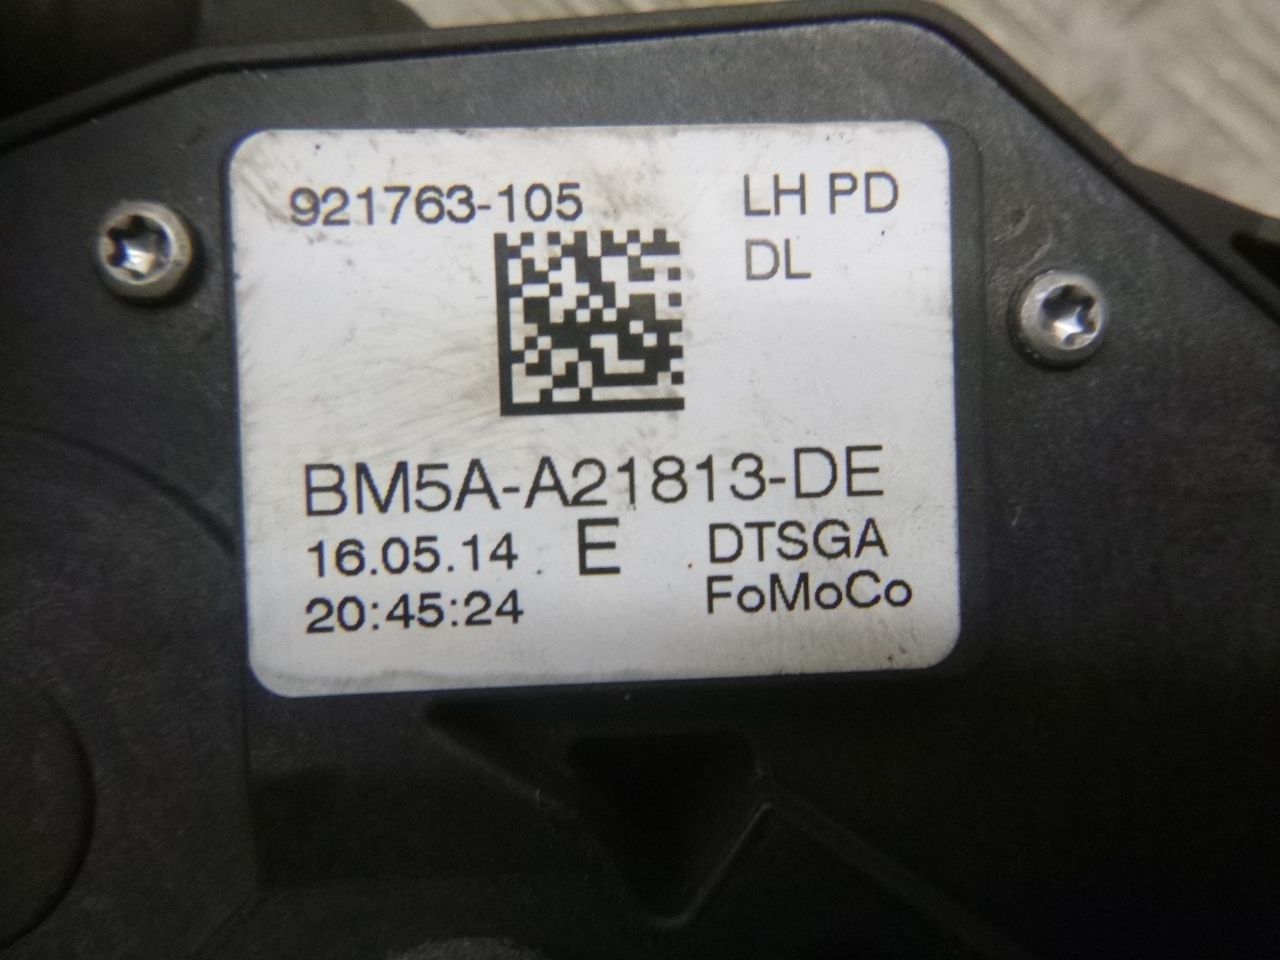 921763-105 LH PD
DL
BM5A-A21813-DE
16.05.14 E DTSGA
20:45:24 FoMoCo